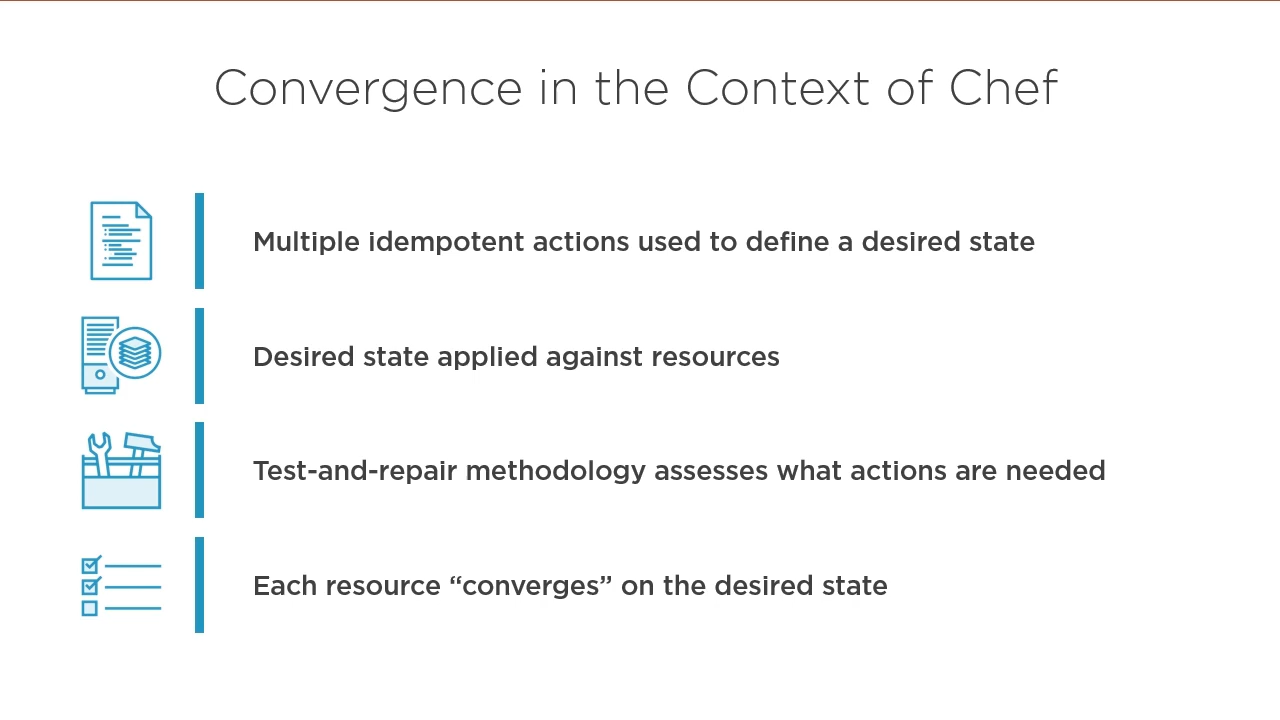 Convergence in the Context of Chef
Multiple idempotent actions used to define a desired state
Desired state applied against resources
Test-and-repair methodology assesses what actions are needed
Each resource “converges” on the desired state